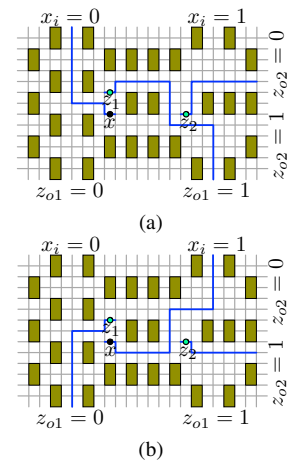 x_i = 0 x_i = 1
z_{o2} = 0
z_1
x z_2
z_{o2} = 1
z_{o1} = 0 z_{o1} = 1
(a)
x_i = 0 x_i = 1
z_{o2} = 0
z_1
x z_2
z_{o2} = 1
z_{o1} = 0 z_{o1} = 1
(b)